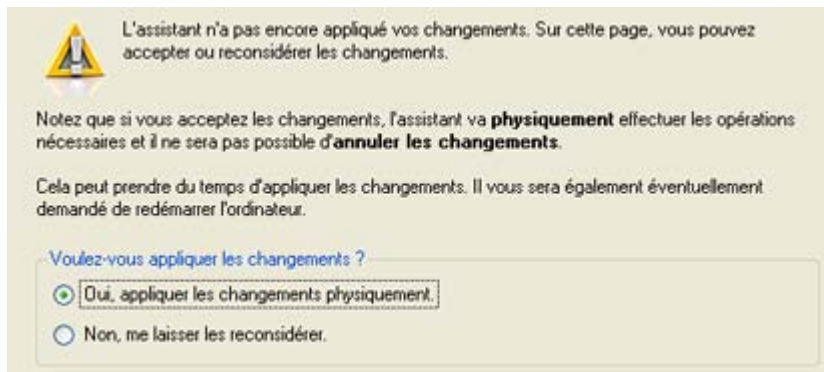 L'assistant n'a pas encore appliqué vos changements. Sur cette page, vous pouvez
accepter ou reconsidérer les changements.
Notez que si vous acceptez les changements, l'assistant va physiquement effectuer les opérations
nécessaires et il ne sera pas possible d'annuler les changements.
Cela peut prendre du temps d'appliquer les changements. Il vous sera également éventuellement
demandé de redémarrer l'ordinateur.
Voulez-vous appliquer les changements ?
Oui, appliquer les changements physiquement.
Non, me laisser les reconsidérer.